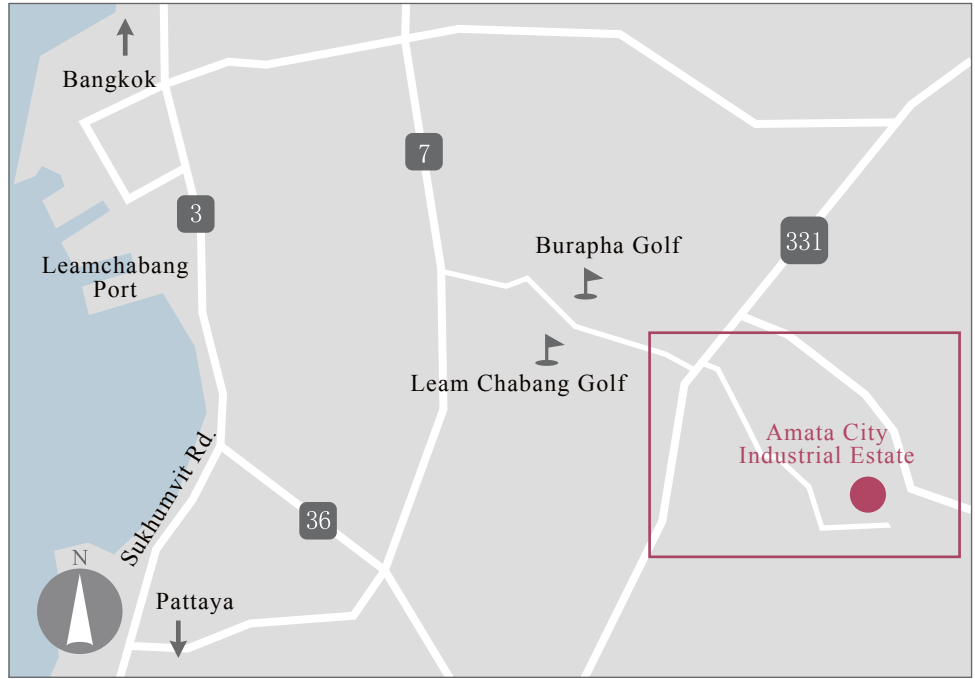 Bangkok
7
3
331
Burapha Golf
Leamchabang
Port
Leam Chabang Golf
Amata City
Industrial Estate
Sukhumvit Rd.
36
N
Pattaya